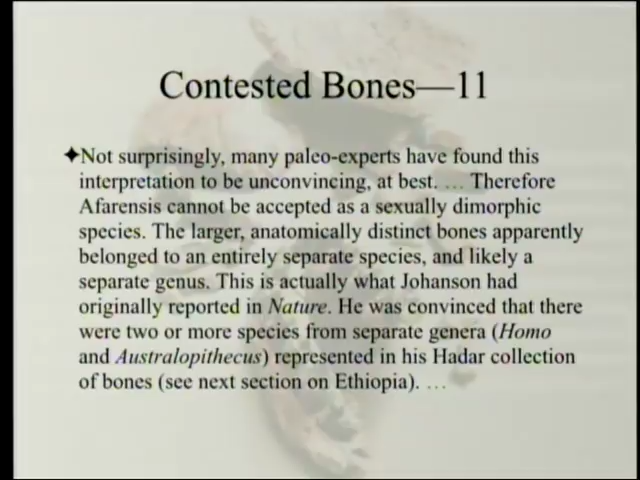 Contested Bones—11
✦Not surprisingly, many paleo-experts have found this
interpretation to be unconvincing, at best. … Therefore
Afarensis cannot be accepted as a sexually dimorphic
species. The larger, anatomically distinct bones apparently
belonged to an entirely separate species, and likely a
separate genus. This is actually what Johanson had
originally reported in Nature. He was convinced that there
were two or more species from separate genera (Homo
and Australopithecus) represented in his Hadar collection
of bones (see next section on Ethiopia). …